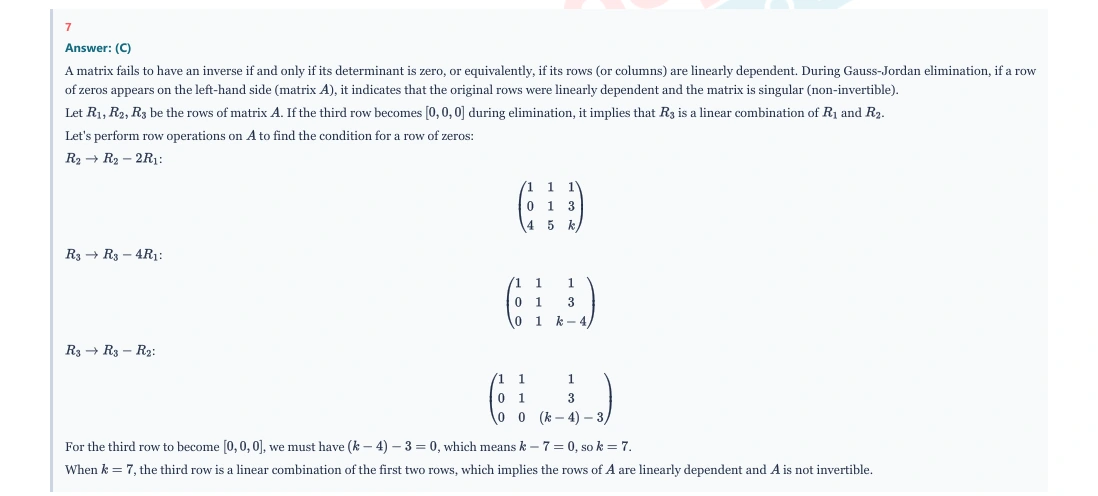 7
Answer: (C)
A matrix fails to have an inverse if and only if its determinant is zero, or equivalently, if its rows (or columns) are linearly dependent. During Gauss-Jordan elimination, if a row
of zeros appears on the left-hand side (matrix A), it indicates that the original rows were linearly dependent and the matrix is singular (non-invertible).
Let R₁, R₂, R₃ be the rows of matrix A. If the third row becomes [0, 0, 0] during elimination, it implies that R₃ is a linear combination of R₁ and R₂.
Let's perform row operations on A to find the condition for a row of zeros:
R₂ → R₂ − 2R₁:
1 1 1
0 1 3
4 5 k
R₃ → R₃ − 4R₁:
1 1 1
0 1 3
0 1 k − 4
R₃ → R₃ − R₂:
1 1 1
0 1 3
0 0 (k − 4) − 3
For the third row to become [0, 0, 0], we must have (k − 4) − 3 = 0, which means k − 7 = 0, so k = 7.
When k = 7, the third row is a linear combination of the first two rows, which implies the rows of A are linearly dependent and A is not invertible.